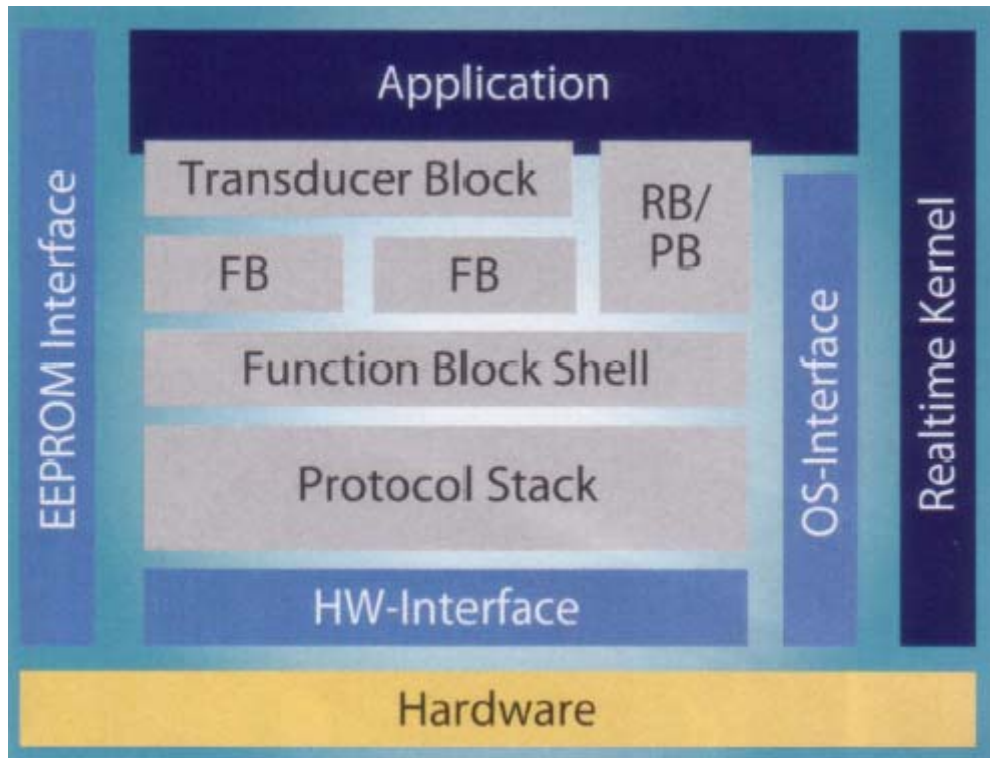 Application
Transducer Block
RB/
PB
FB
FB
Function Block Shell
Protocol Stack
HW-Interface
EEPROM Interface
OS-Interface
Realtime Kernel
Hardware